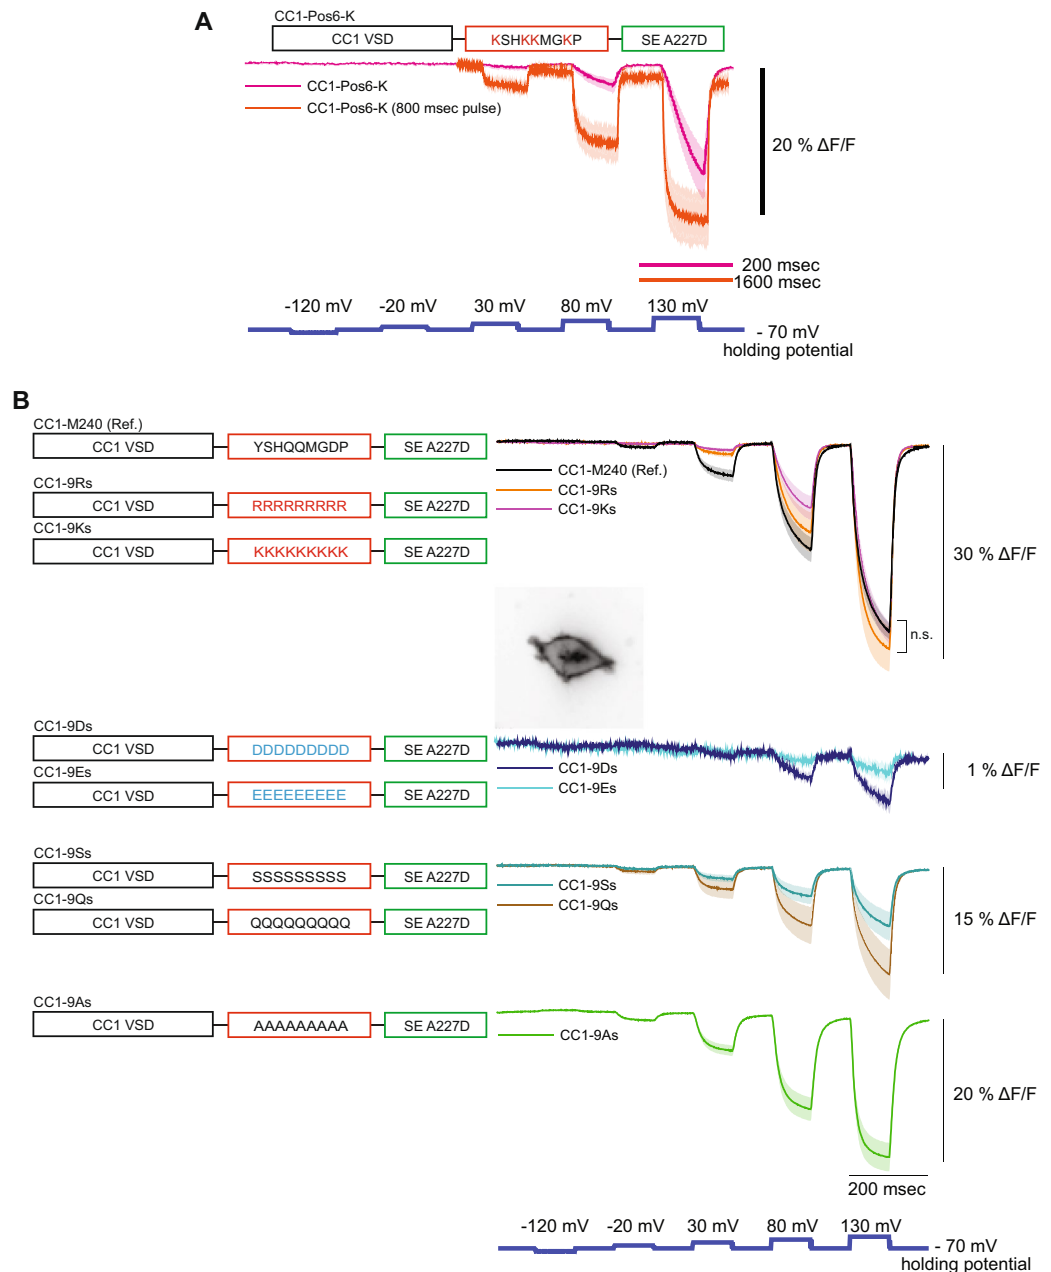 A
CC1-Pos6-K
CC1 VSD
KSHKKMGKP
SE A227D
CC1-Pos6-K
CC1-Pos6-K (800 msec pulse)
20 % ΔF/F
200 msec
1600 msec
-120 mV
-20 mV
30 mV
80 mV
130 mV
- 70 mV
holding potential
B
CC1-M240 (Ref.)
CC1 VSD
YSHQQMGDP
SE A227D
CC1-9Rs
CC1 VSD
RRRRRRRRR
SE A227D
CC1-9Ks
CC1 VSD
KKKKKKKKK
SE A227D
CC1-M240 (Ref.)
CC1-9Rs
CC1-9Ks
30 % ΔF/F
n.s.
CC1-9Ds
CC1 VSD
DDDDDDDDD
SE A227D
CC1-9Es
CC1 VSD
EEEEEEEEE
SE A227D
CC1-9Ds
CC1-9Es
1 % ΔF/F
CC1-9Ss
CC1 VSD
SSSSSSSSS
SE A227D
CC1-9Qs
CC1 VSD
QQQQQQQQQ
SE A227D
CC1-9Ss
CC1-9Qs
15 % ΔF/F
CC1-9As
CC1 VSD
AAAAAAAAA
SE A227D
CC1-9As
20 % ΔF/F
200 msec
-120 mV
-20 mV
30 mV
80 mV
130 mV
- 70 mV
holding potential